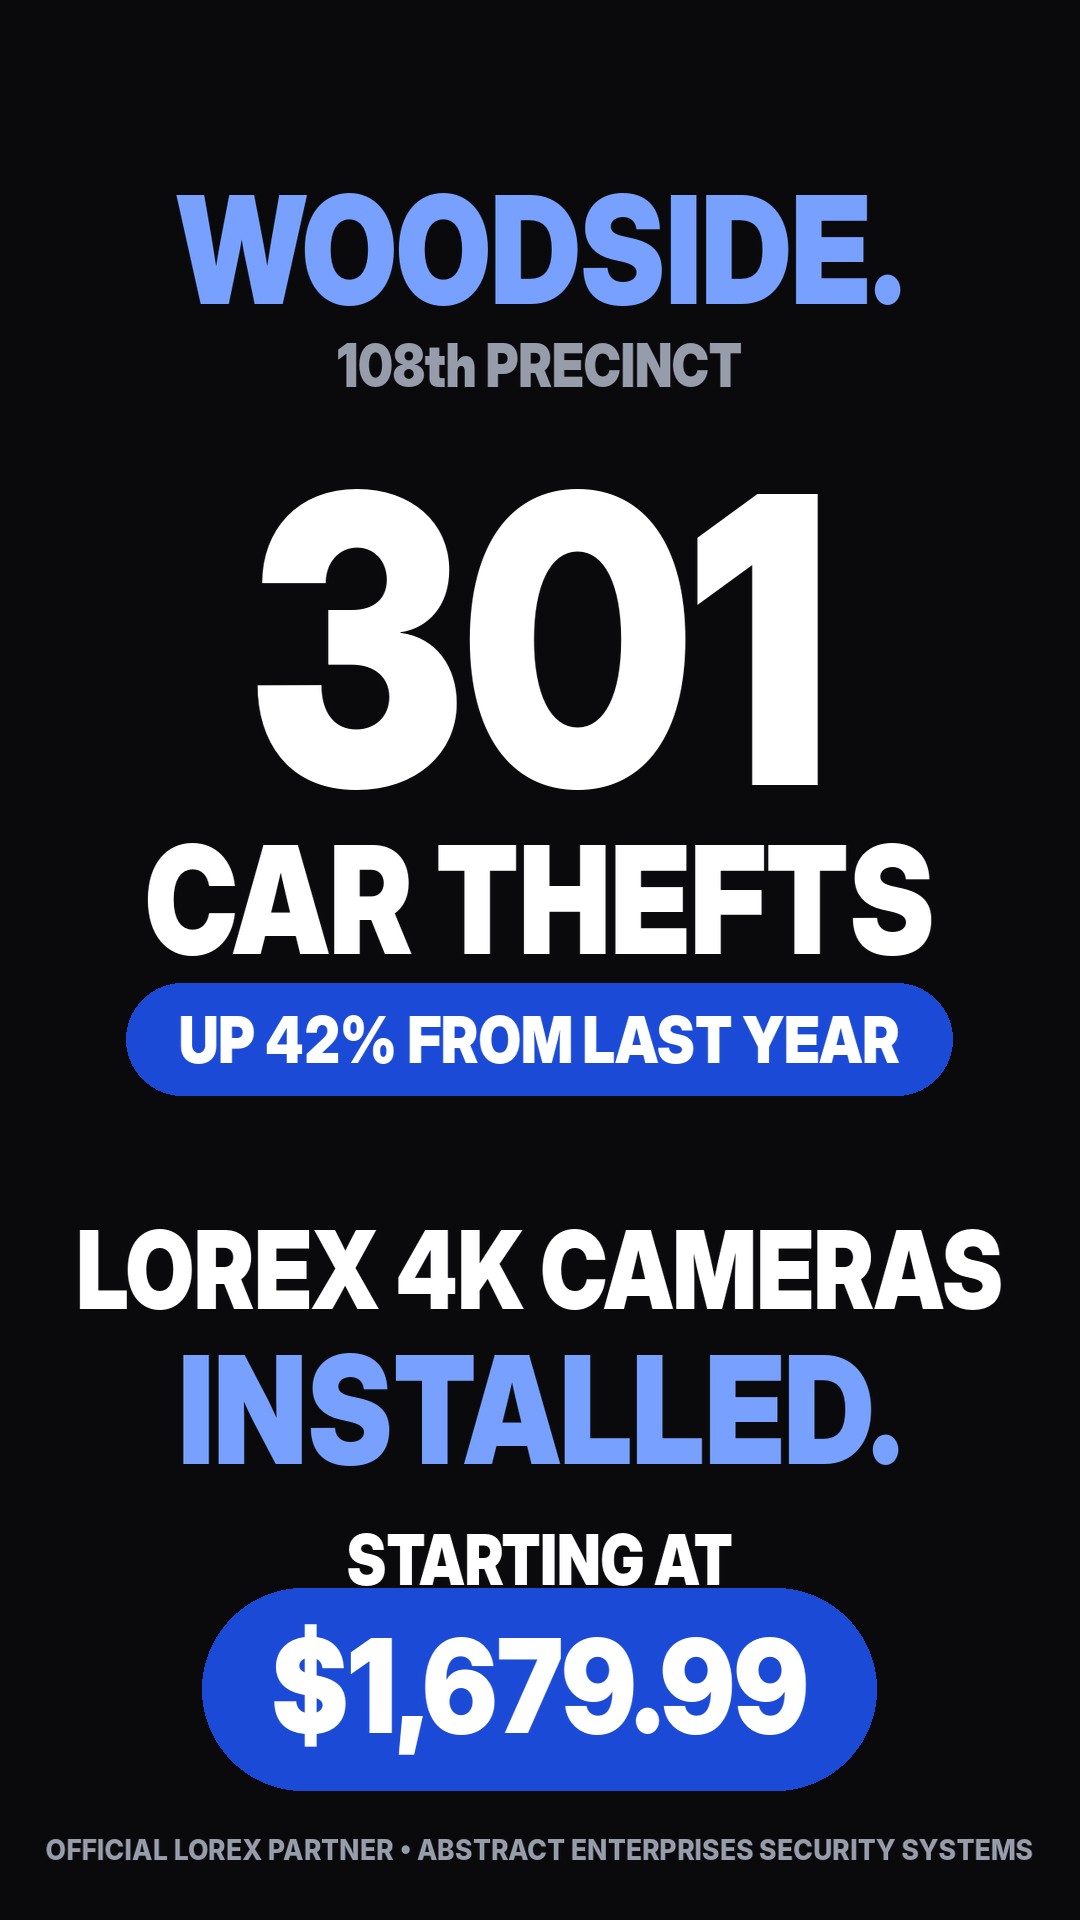 WOODSIDE.
108th PRECINCT
301
CAR THEFTS
UP 42% FROM LAST YEAR
LOREX 4K CAMERAS
INSTALLED.
STARTING AT
$1,679.99
OFFICIAL LOREX PARTNER • ABSTRACT ENTERPRISES SECURITY SYSTEMS